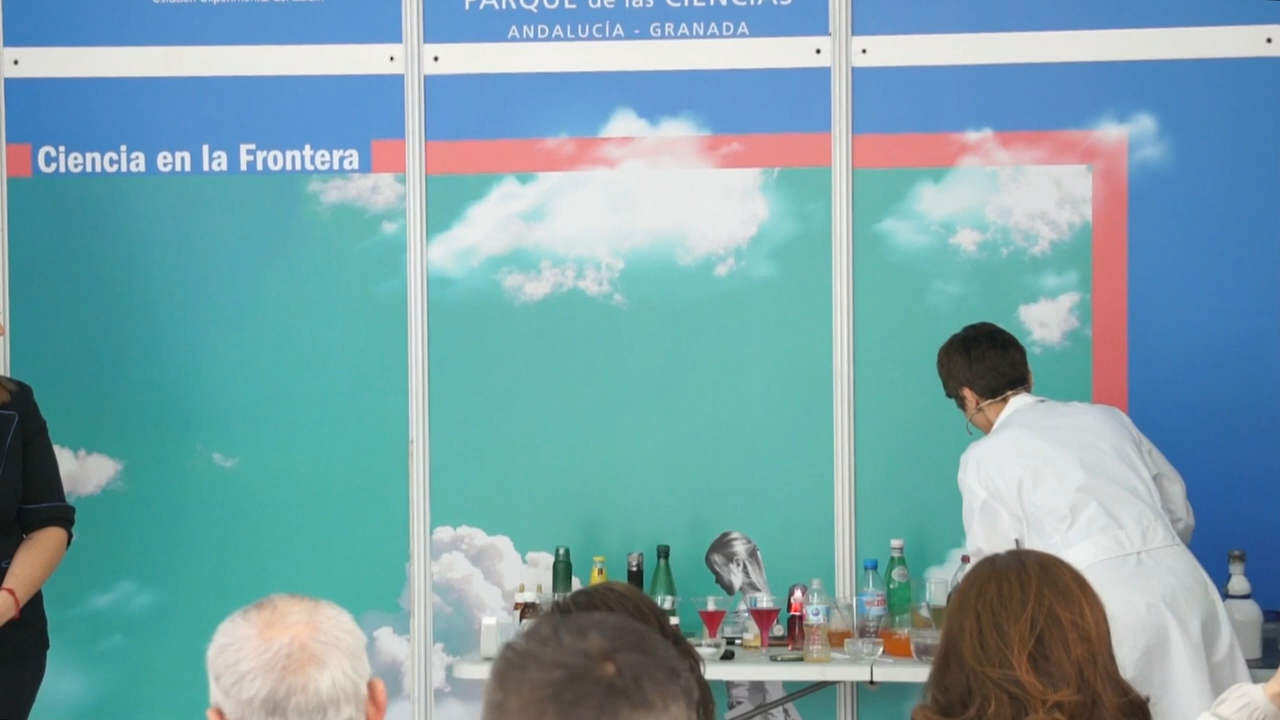 PARQUE de las CIENCIAS
ANDALUCÍA - GRANADA
Ciencia en la Frontera